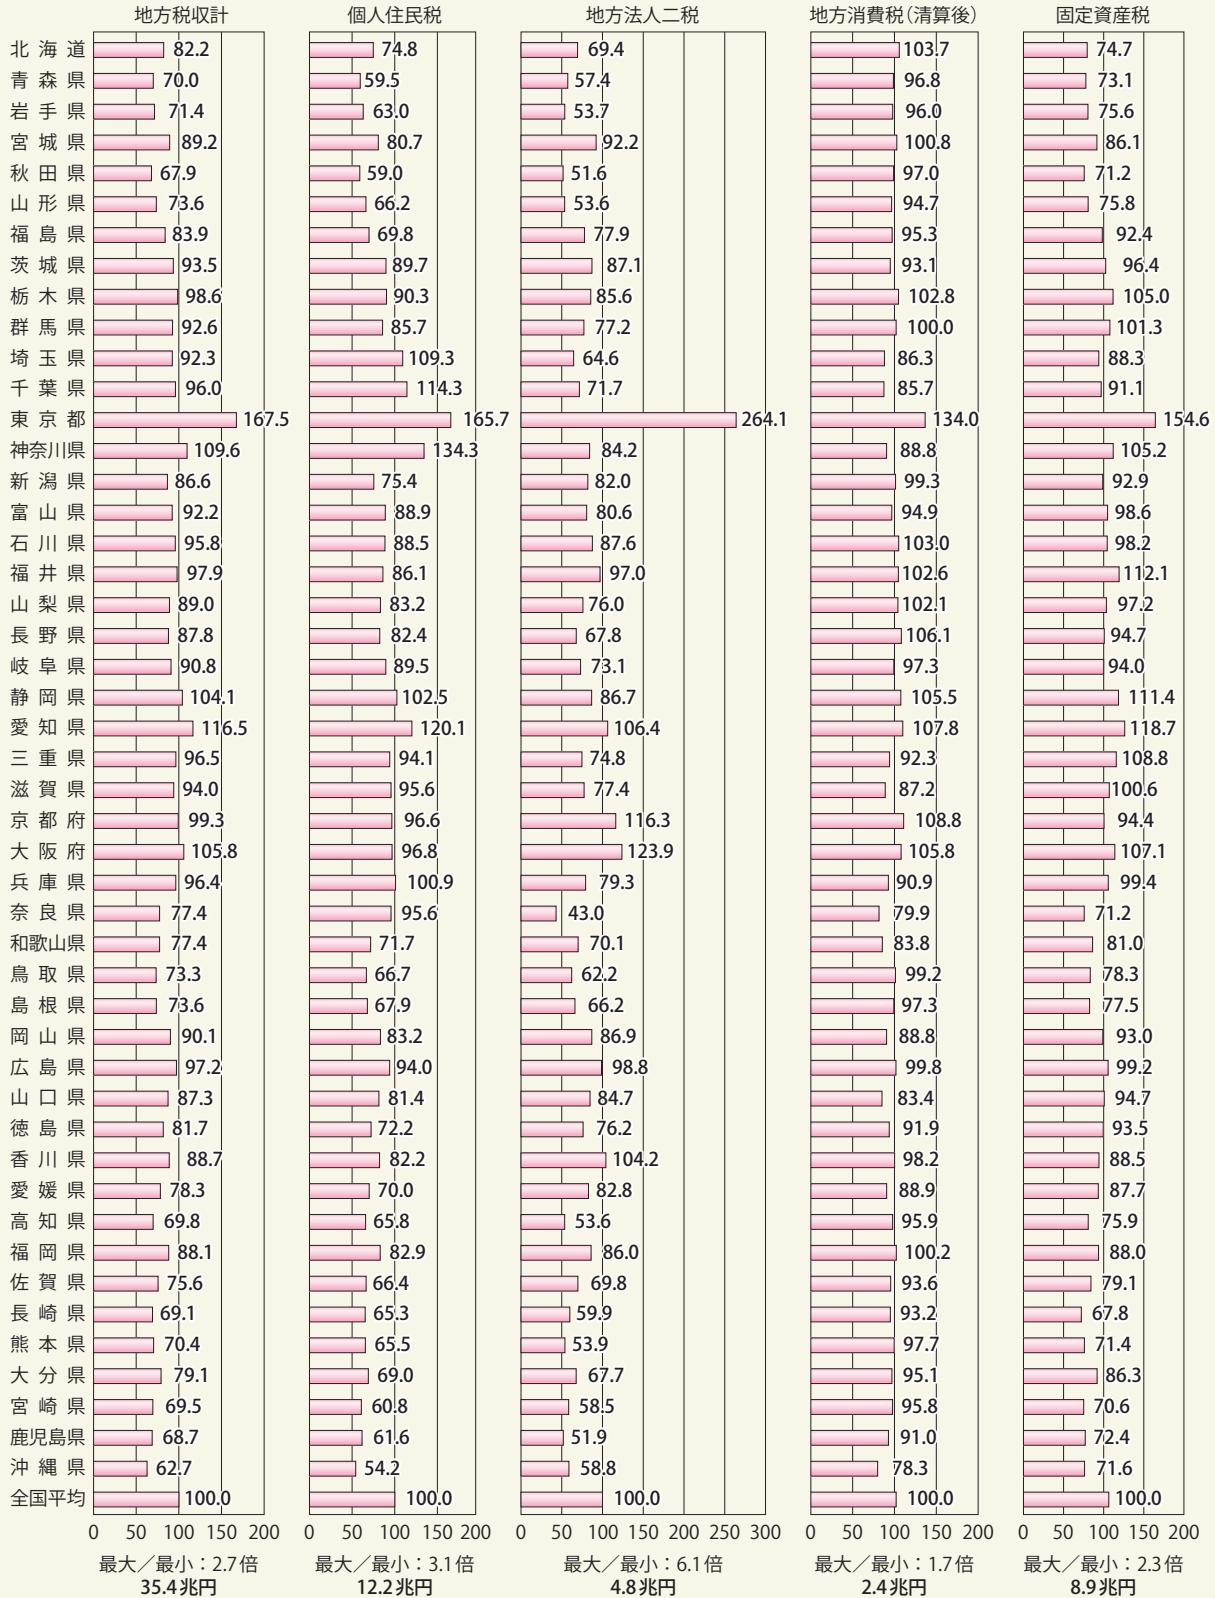 地方税収計 個人住民税 地方法人二税 地方消費税（清算後） 固定資産税
北海道 82.2 74.8 69.4 103.7 74.7
青森県 70.0 59.5 57.4 96.8 73.1
岩手県 71.4 63.0 53.7 96.0 75.6
宮城県 89.2 80.7 92.2 100.8 86.1
秋田県 67.9 59.0 51.6 97.0 71.2
山形県 73.6 66.2 53.6 94.7 75.8
福島県 83.9 69.8 77.9 95.3 92.4
茨城県 93.5 89.7 87.1 93.1 96.4
栃木県 98.6 90.3 85.6 102.8 105.0
群馬県 92.6 85.7 77.2 100.0 101.3
埼玉県 92.3 109.3 64.6 86.3 88.3
千葉県 96.0 114.3 71.7 85.7 91.1
東京都 167.5 165.7 264.1 134.0 154.6
神奈川県 109.6 134.3 84.2 88.8 105.2
新潟県 86.6 75.4 82.0 99.3 92.9
富山県 92.2 88.9 80.6 94.9 98.6
石川県 95.8 88.5 87.6 103.0 98.2
福井県 97.9 86.1 97.0 102.6 112.1
山梨県 89.0 83.2 76.0 102.1 97.2
長野県 87.8 82.4 67.8 106.1 94.7
岐阜県 90.8 89.5 73.1 97.3 94.0
静岡県 104.1 102.5 86.7 105.5 111.4
愛知県 116.5 120.1 106.4 107.8 118.7
三重県 96.5 94.1 74.8 92.3 108.8
滋賀県 94.0 95.6 77.4 87.2 100.6
京都府 99.3 96.6 116.3 108.8 94.4
大阪府 105.8 96.8 123.9 105.8 107.1
兵庫県 96.4 100.9 79.3 90.9 99.4
奈良県 77.4 95.6 43.0 79.9 71.2
和歌山県 77.4 71.7 70.1 83.8 81.0
鳥取県 73.3 66.7 62.2 99.2 78.3
島根県 73.6 67.9 66.2 97.3 77.5
岡山県 90.1 83.2 86.9 88.8 93.0
広島県 97.2 94.0 98.8 99.8 99.2
山口県 87.3 81.4 84.7 83.4 94.7
徳島県 81.7 72.2 76.2 91.9 93.5
香川県 88.7 82.2 104.2 98.2 88.5
愛媛県 78.3 70.0 82.8 88.9 87.7
高知県 69.8 65.8 53.6 95.9 75.9
福岡県 88.1 82.9 86.0 100.2 88.0
佐賀県 75.6 66.4 69.8 93.6 79.1
長崎県 69.1 65.3 59.9 93.2 67.8
熊本県 70.4 65.5 53.9 97.7 71.4
大分県 79.1 69.0 67.7 95.1 86.3
宮崎県 69.5 60.8 58.5 95.8 70.6
鹿児島県 68.7 61.6 51.9 91.0 72.4
沖縄県 62.7 54.2 58.8 78.3 71.6
全国平均 100.0 100.0 100.0 100.0 100.0
0 50 100 150 200 0 50 100 150 200 0 50 100 150 200 250 300 0 50 100 150 200 0 50 100 150 200
最大／最小：2.7倍 最大／最小：3.1倍 最大／最小：6.1倍 最大／最小：1.7倍 最大／最小：2.3倍
35.4兆円 12.2兆円 4.8兆円 2.4兆円 8.9兆円